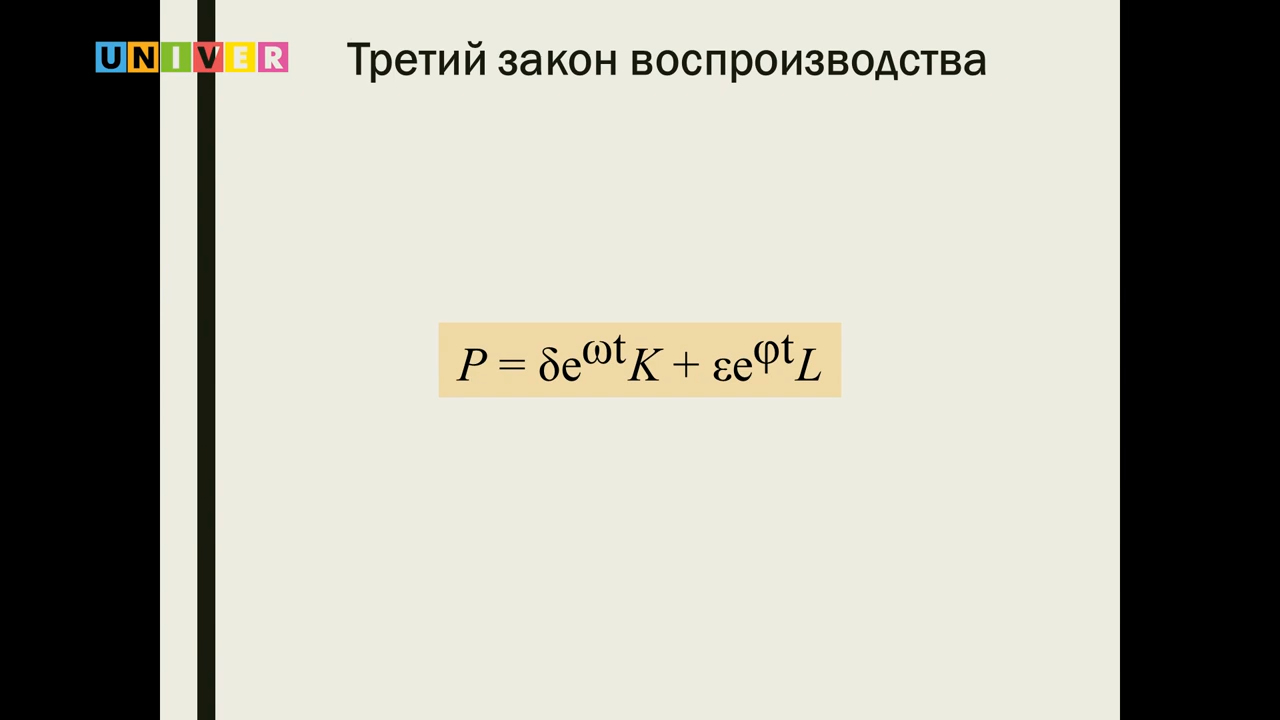 UNIVER
Третий закон воспроизводства
P = δe^ωt K + εe^φt L